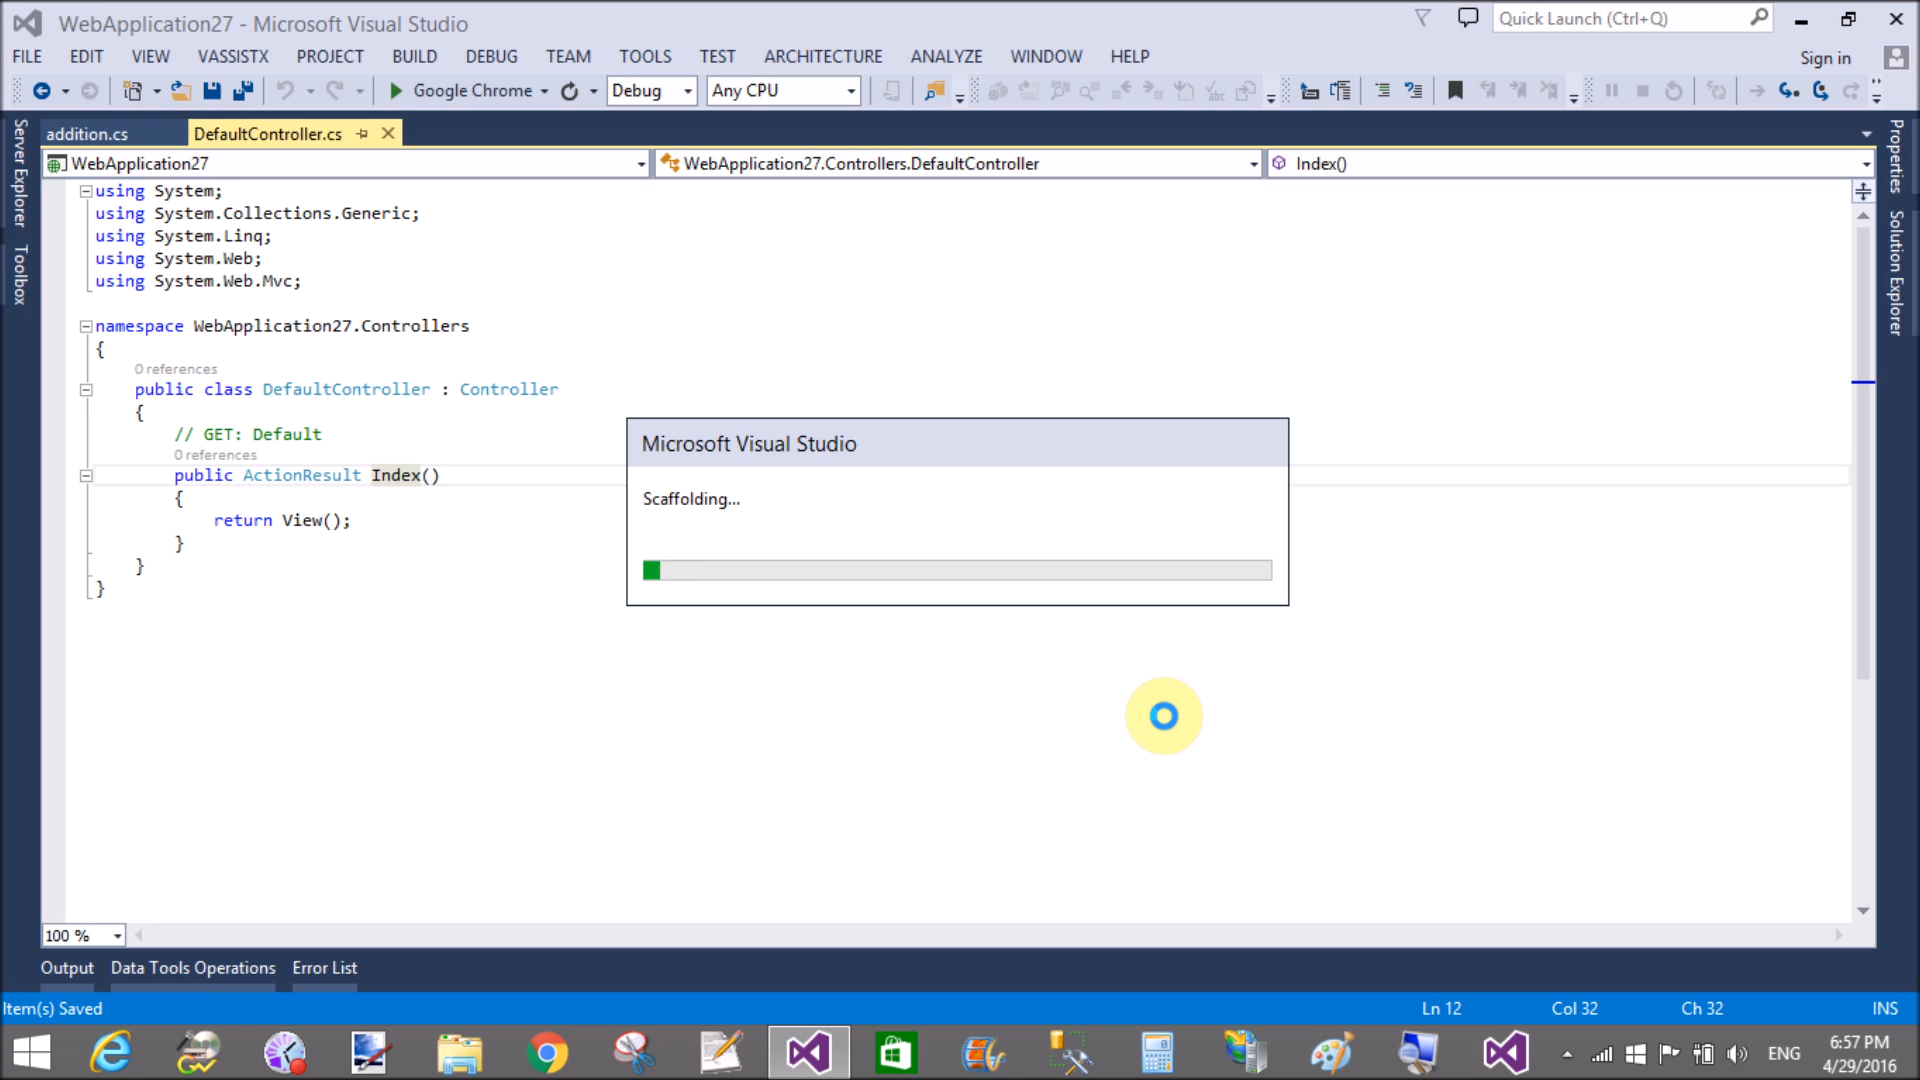 WebApplication27 - Microsoft Visual Studio
Quick Launch (Ctrl+Q)
FILE EDIT VIEW VASSISTX PROJECT BUILD DEBUG TEAM TOOLS TEST ARCHITECTURE ANALYZE WINDOW HELP
Sign in
Google Chrome Debug Any CPU
Server Explorer
Toolbox
addition.cs DefaultController.cs
WebApplication27 WebApplication27.Controllers.DefaultController Index()
Properties
Solution Explorer
using System;
using System.Collections.Generic;
using System.Linq;
using System.Web;
using System.Web.Mvc;
namespace WebApplication27.Controllers
{
0 references
public class DefaultController : Controller
{
// GET: Default
0 references
public ActionResult Index()
{
return View();
}
}
}
Microsoft Visual Studio
Scaffolding...
100 %
Output Data Tools Operations Error List
Item(s) Saved Ln 12 Col 32 Ch 32 INS
ENG
6:57 PM
4/29/2016